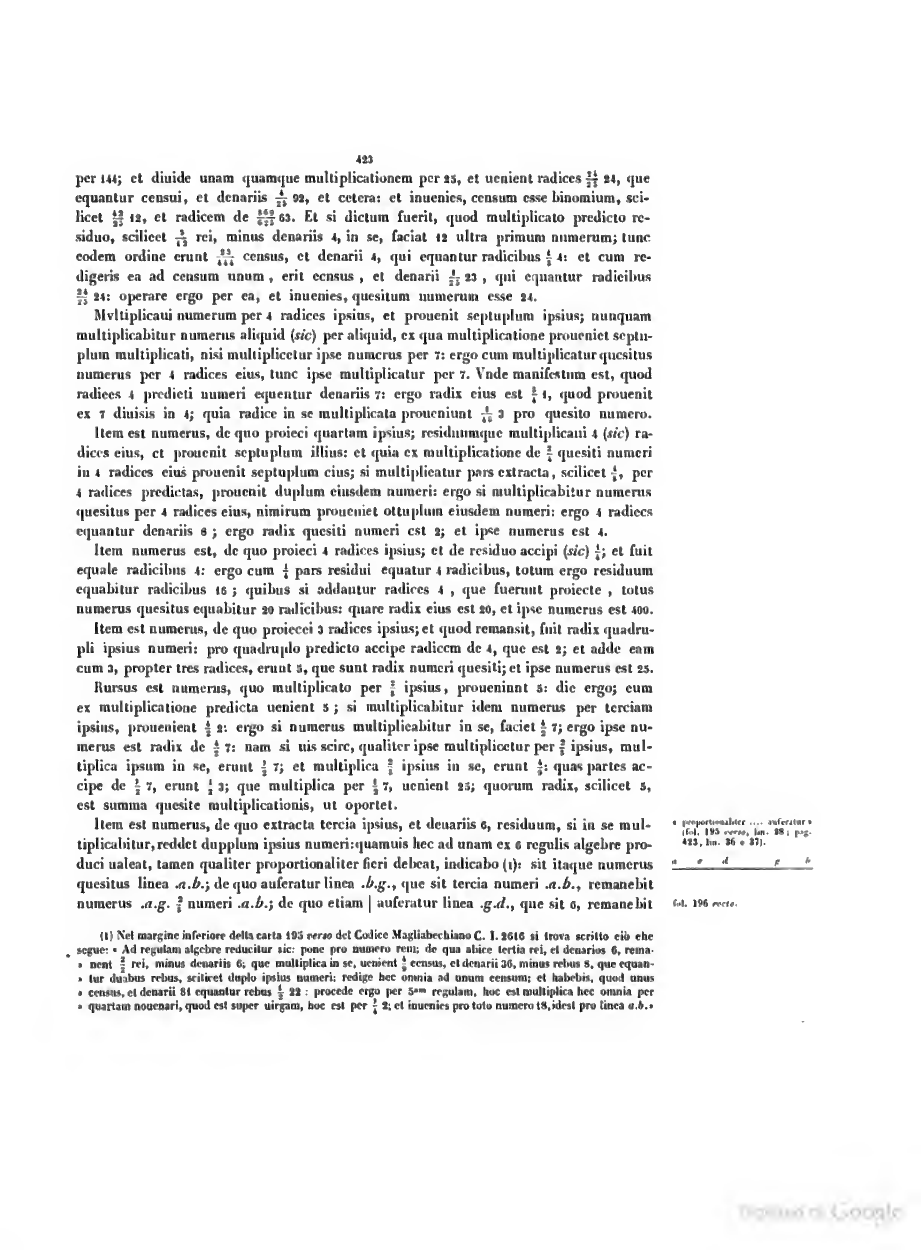 423
per 144; et diuide unam quamque multiplicationem per 25, et uenient radices 24/25 24, que
equantur censui, et denariis 4/25 92, et cetera: et inuenies, censum esse binomium, sci-
licet 12, et radicem de 63. Et si dictum fuerit, quod multiplicato predicto re-
siduo, scilicet 5/12 rei, minus denariis 4, in se, faciat 12 ultra primum numerum; tunc
eodem ordine erunt 25/144 census, et denarii 4, qui equantur radicibus 1/3 4: et cum re-
digeris ea ad censum unum, erit census, et denarii 1/25 23, qui equantur radicibus
24/25 24: operare ergo per ea, et inuenies, quesitum numerum esse 24.
Mvltiplicaui numerum per 4 radices ipsius, et prouenit septuplum ipsius; nunquam
multiplicabitur numerus aliquid (sic) per aliquid, ex qua multiplicatione proueniet septu-
plum multiplicati, nisi multiplicetur ipse numerus per 7: ergo cum multiplicatur quesitus
numerus per 4 radices eius, tunc ipse multiplicatur per 7. Vnde manifestum est, quod
radices 4 predicti numeri equentur denariis 7: ergo radix eius est 3/4 1, quod prouenit
ex 7 diuisis in 4; quia radice in se multiplicata proueniunt 1/16 3 pro quesito numero.
Item est numerus, de quo proieci quartam ipsius; residuumque multiplicaui 4 (sic) ra-
dices eius, et prouenit septuplum illius: et quia ex multiplicatione de 3/4 quesiti numeri
in 4 radices eius prouenit septuplum eius; si multiplicatur pars extracta, scilicet 1/4, per
4 radices predictas, prouenit duplum eiusdem numeri: ergo si multiplicabitur numerus
quesitus per 4 radices eius, nimirum proueniet ottuplum eiusdem numeri: ergo 4 radices
equantur denariis 8; ergo radix quesiti numeri est 2; et ipse numerus est 4.
Item numerus est, de quo proieci 4 radices ipsius; et de residuo accipi (sic) 1/4; et fuit
equale radicibus 4: ergo cum 1/4 pars residui equatur 4 radicibus, totum ergo residuum
equabitur radicibus 16; quibus si addantur radices 4, que fuerunt proiecte, totus
numerus quesitus equabitur 20 radicibus: quare radix eius est 20, et ipse numerus est 400.
Item est numerus, de quo proiecei 3 radices ipsius; et quod remansit, fuit radix quadru-
pli ipsius numeri: pro quadruplo predicto accipe radicem de 4, que est 2; et adde eam
cum 3, propter tres radices, erunt 5, que sunt radix numeri quesiti; et ipse numerus est 25.
Rursus est numerus, quo multiplicato per 2/3 ipsius, proueniunt 5: dic ergo; cum
ex multiplicatione predicta uenient 5; si multiplicabitur idem numerus per terciam
ipsius, prouenient 1/2 2: ergo si numerus multiplicabitur in se, faciet 1/2 7; ergo ipse nu-
merus est radix de 1/2 7: nam si uis scire, qualiter ipse multiplicetur per 2/3 ipsius, mul-
tiplica ipsum in se, erunt 1/2 7; et multiplica 2/3 ipsius in se, erunt 4/9: quas partes ac-
cipe de 1/2 7, erunt 1/3 3; que multiplica per 1/2 7, uenient 25; quorum radix, scilicet 5,
est summa quesite multiplicationis, ut oportet.
Item est numerus, de quo extracta tercia ipsius, et denariis 6, residuum, si in se mul-
tiplicabitur, reddet dupplum ipsius numeri: quamuis hec ad unam ex 6 regulis algebre pro-
duci ualeat, tamen qualiter proportionaliter fieri debeat, indicabo (1): sit itaque numerus
quesitus linea .a.b.; de quo auferatur linea .b.g., que sit tercia numeri .a.b., remanebit
numerus .a.g. 2/3 numeri .a.b.; de quo etiam | auferatur linea .g.d., que sit 6, remanebit
« proportionaliter .... auferatur »
(fol. 195 verso, lin. 38; pag.
423, lin. 36 e 37).
a e d g b
fol. 196 recto.
(1) Nel margine inferiore della carta 195 verso del Codice Magliabechiano C. I. 2616 si trova scritto ciò che
segue: « Ad regulam algebre reducitur sic: pone pro numero rem; de qua abice tertia rei, et denarios 6, rema-
» nent 2/3 rei, minus denariis 6; que multiplica in se, uenient 4/9 census, et denarii 36, minus rebus 8, que equan-
» tur duabus rebus, scilicet duplo ipsius numeri; redige hec omnia ad unum censum; et habebis, quod unus
» census, et denarii 81 equantur rebus 1/2 22: procede ergo per 5am regulam, hoc est multiplica hec omnia per
» quartam nouenari, quod est super uirgam, hoc est per 1/4 2; et inuenies pro toto numero 18, idest pro linea a.b. »
Digitized by Google